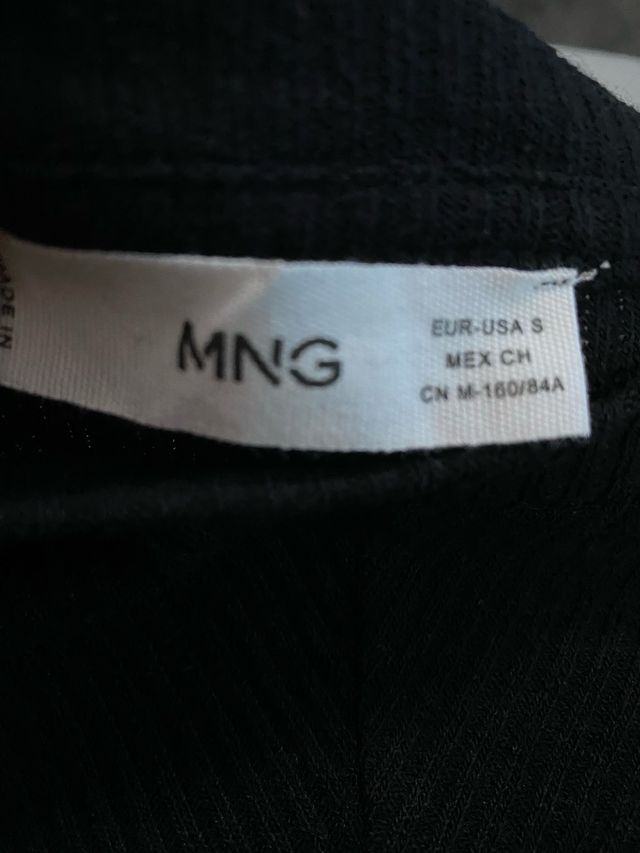 MADE IN
MNG
EUR-USA S
MEX CH
CN M-160/84A